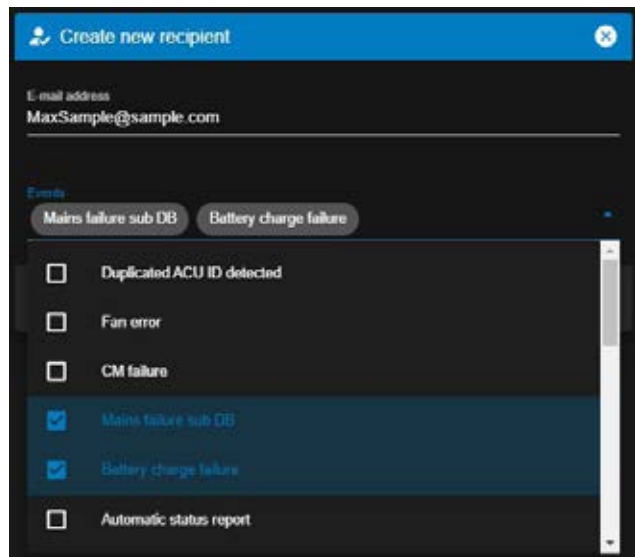 Create new recipient
E-mail address
MaxSample@sample.com
Events
Mains failure sub DB Battery charge failure
Duplicated ACU ID detected
Fan error
CM failure
Mains failure sub DB
Battery charge failure
Automatic status report